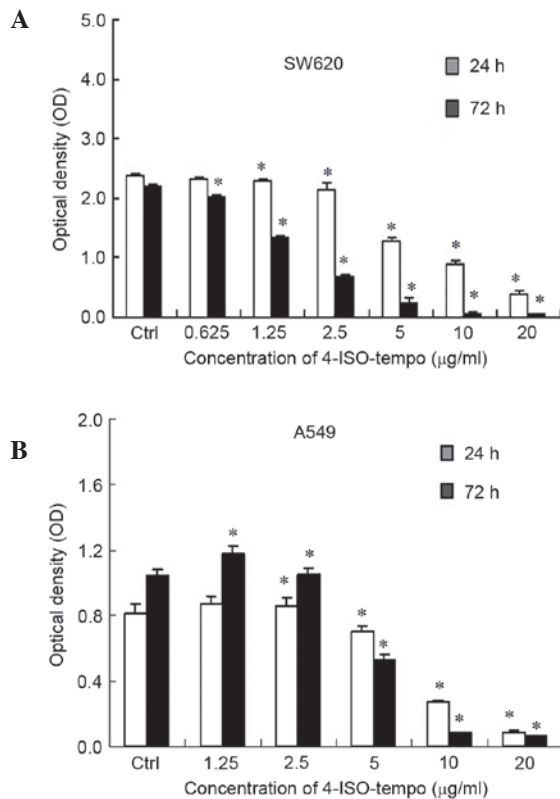 A
SW620
24 h
72 h
Optical density (OD)
5.0
4.0
3.0
2.0
1.0
0.0
* * * * * * * * * * *
Ctrl 0.625 1.25 2.5 5 10 20
Concentration of 4-ISO-tempo (μg/ml)
B
A549
24 h
72 h
Optical density (OD)
2.0
1.6
1.2
0.8
0.4
0.0
* * * * * * * * *
Ctrl 1.25 2.5 5 10 20
Concentration of 4-ISO-tempo (μg/ml)